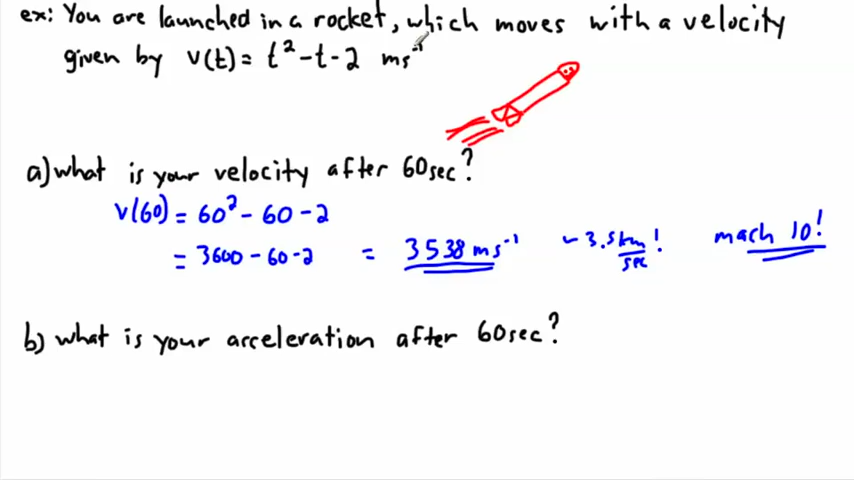 ex: You are launched in a rocket, which moves with a velocity
given by v(t) = t² - t - 2 ms⁻¹
a) what is your velocity after 60sec?
v(60) = 60² - 60 - 2
= 3600 - 60 - 2 = 3538 ms⁻¹ ~ 3.5 km/sec! mach 10!
b) what is your acceleration after 60sec?